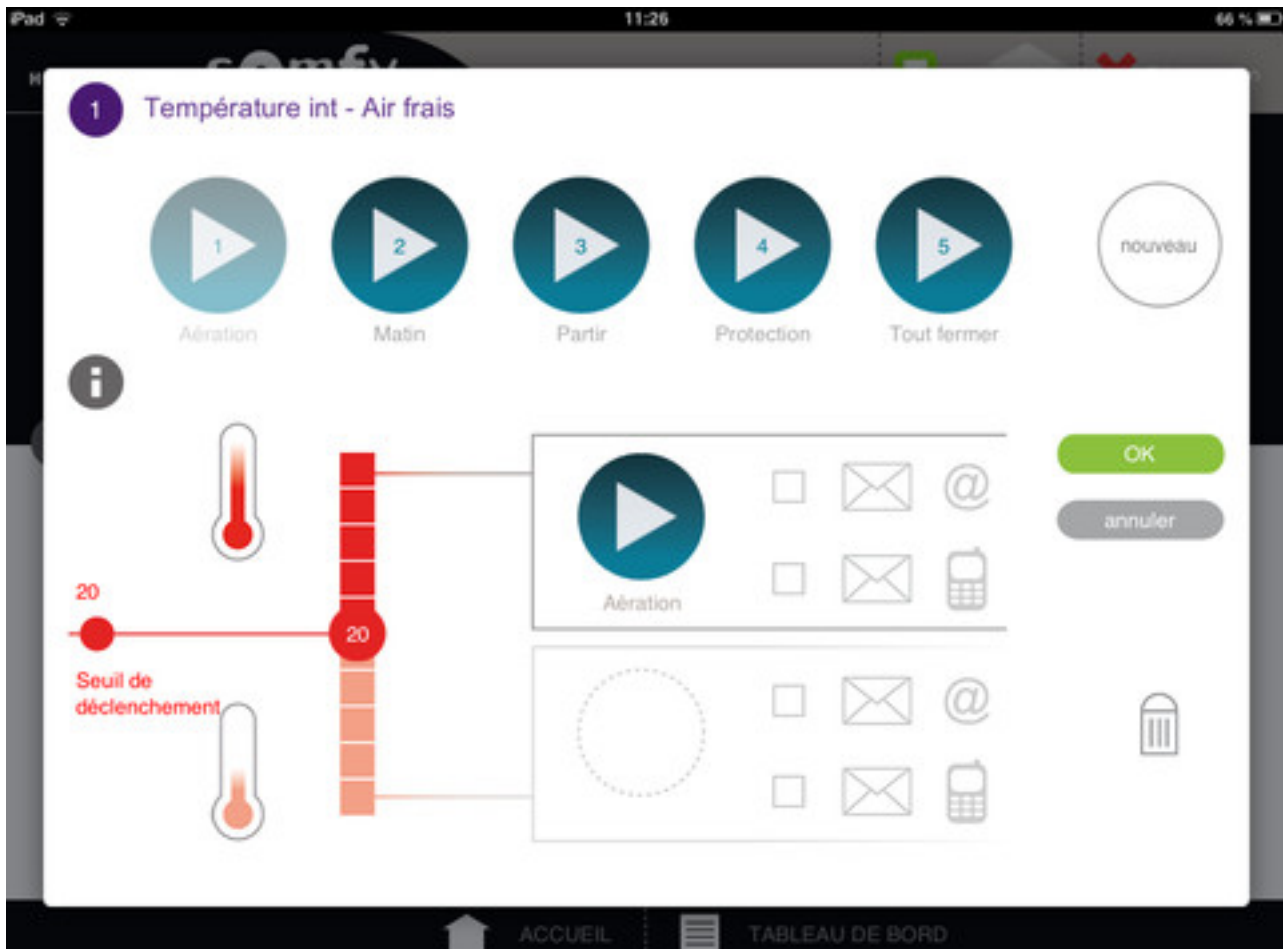 iPad 11:26 66 %
somfy
1 Température int - Air frais
1 2 3 4 5 nouveau
Aération Matin Partir Protection Tout fermer
i
OK
@
annuler
20
Aération
20
Seuil de
déclenchement
@
ACCUEIL TABLEAU DE BORD